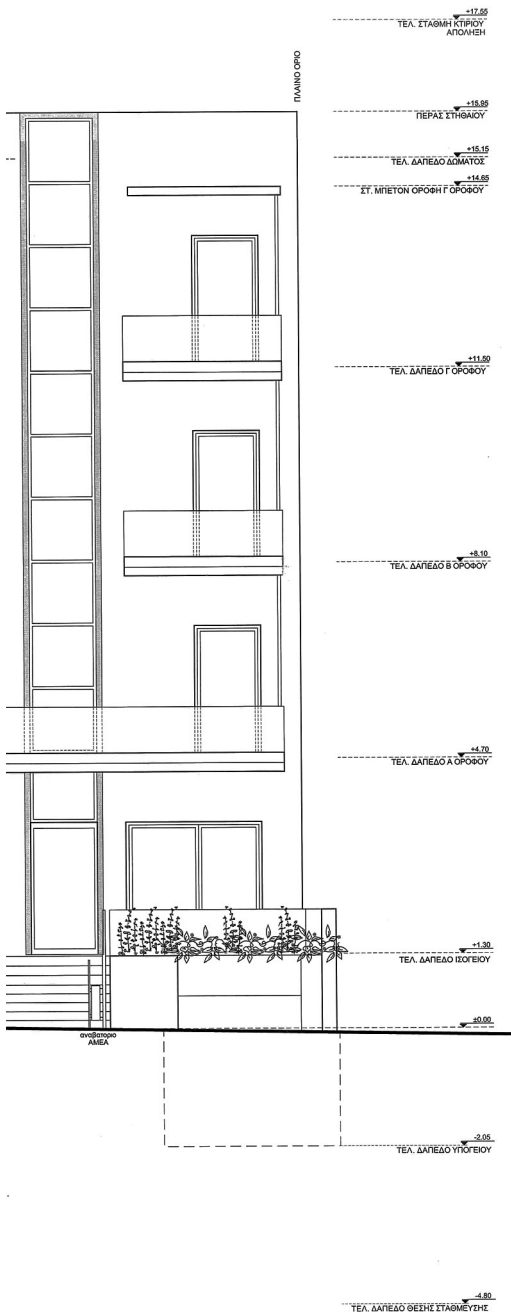 +17.55
ΤΕΛ. ΣΤΑΘΜΗ ΚΤΙΡΙΟΥ
ΑΠΟΛΗΞΗ
ΠΛΑΙΝΟ ΟΡΙΟ
+15.95
ΠΕΡΑΣ ΣΤΗΘΑΙΟΥ
+15.15
ΤΕΛ. ΔΑΠΕΔΟ ΔΩΜΑΤΟΣ
+14.65
ΣΤ. ΜΠΕΤΟΝ ΟΡΟΦΗ Γ ΟΡΟΦΟΥ
+11.50
ΤΕΛ. ΔΑΠΕΔΟ Γ ΟΡΟΦΟΥ
+8.10
ΤΕΛ. ΔΑΠΕΔΟ Β ΟΡΟΦΟΥ
+4.70
ΤΕΛ. ΔΑΠΕΔΟ Α ΟΡΟΦΟΥ
+1.30
ΤΕΛ. ΔΑΠΕΔΟ ΙΣΟΓΕΙΟΥ
±0.00
αναβατοριο
ΑΜΕΑ
-2.05
ΤΕΛ. ΔΑΠΕΔΟ ΥΠΟΓΕΙΟΥ
-4.80
ΤΕΛ. ΔΑΠΕΔΟ ΘΕΣΗΣ ΣΤΑΘΜΕΥΣΗΣ